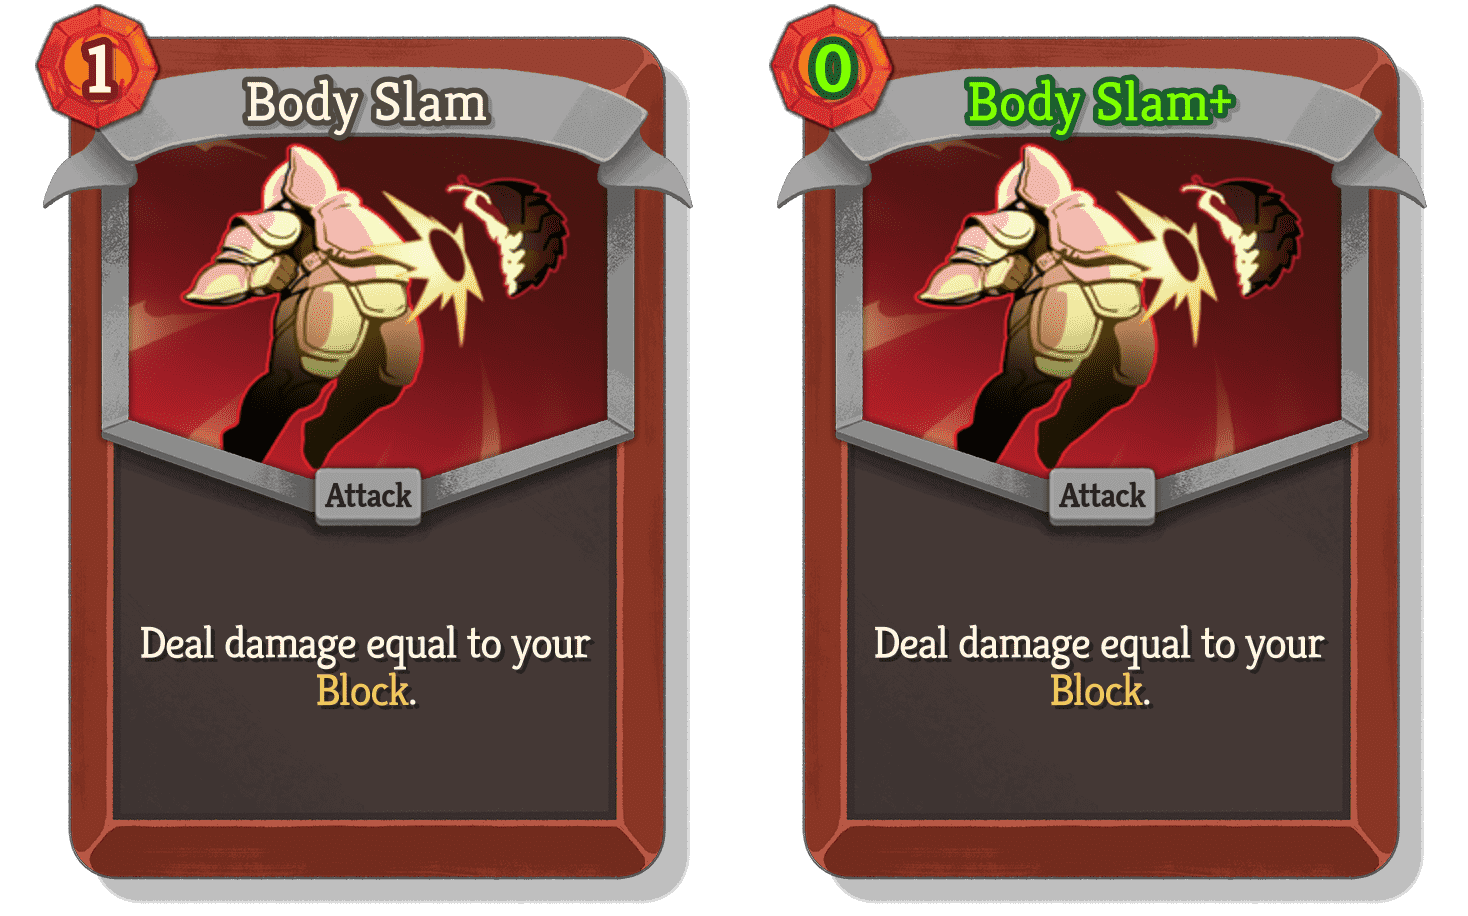 1
Body Slam
Attack
Deal damage equal to your
Block.
0
Body Slam+
Attack
Deal damage equal to your
Block.